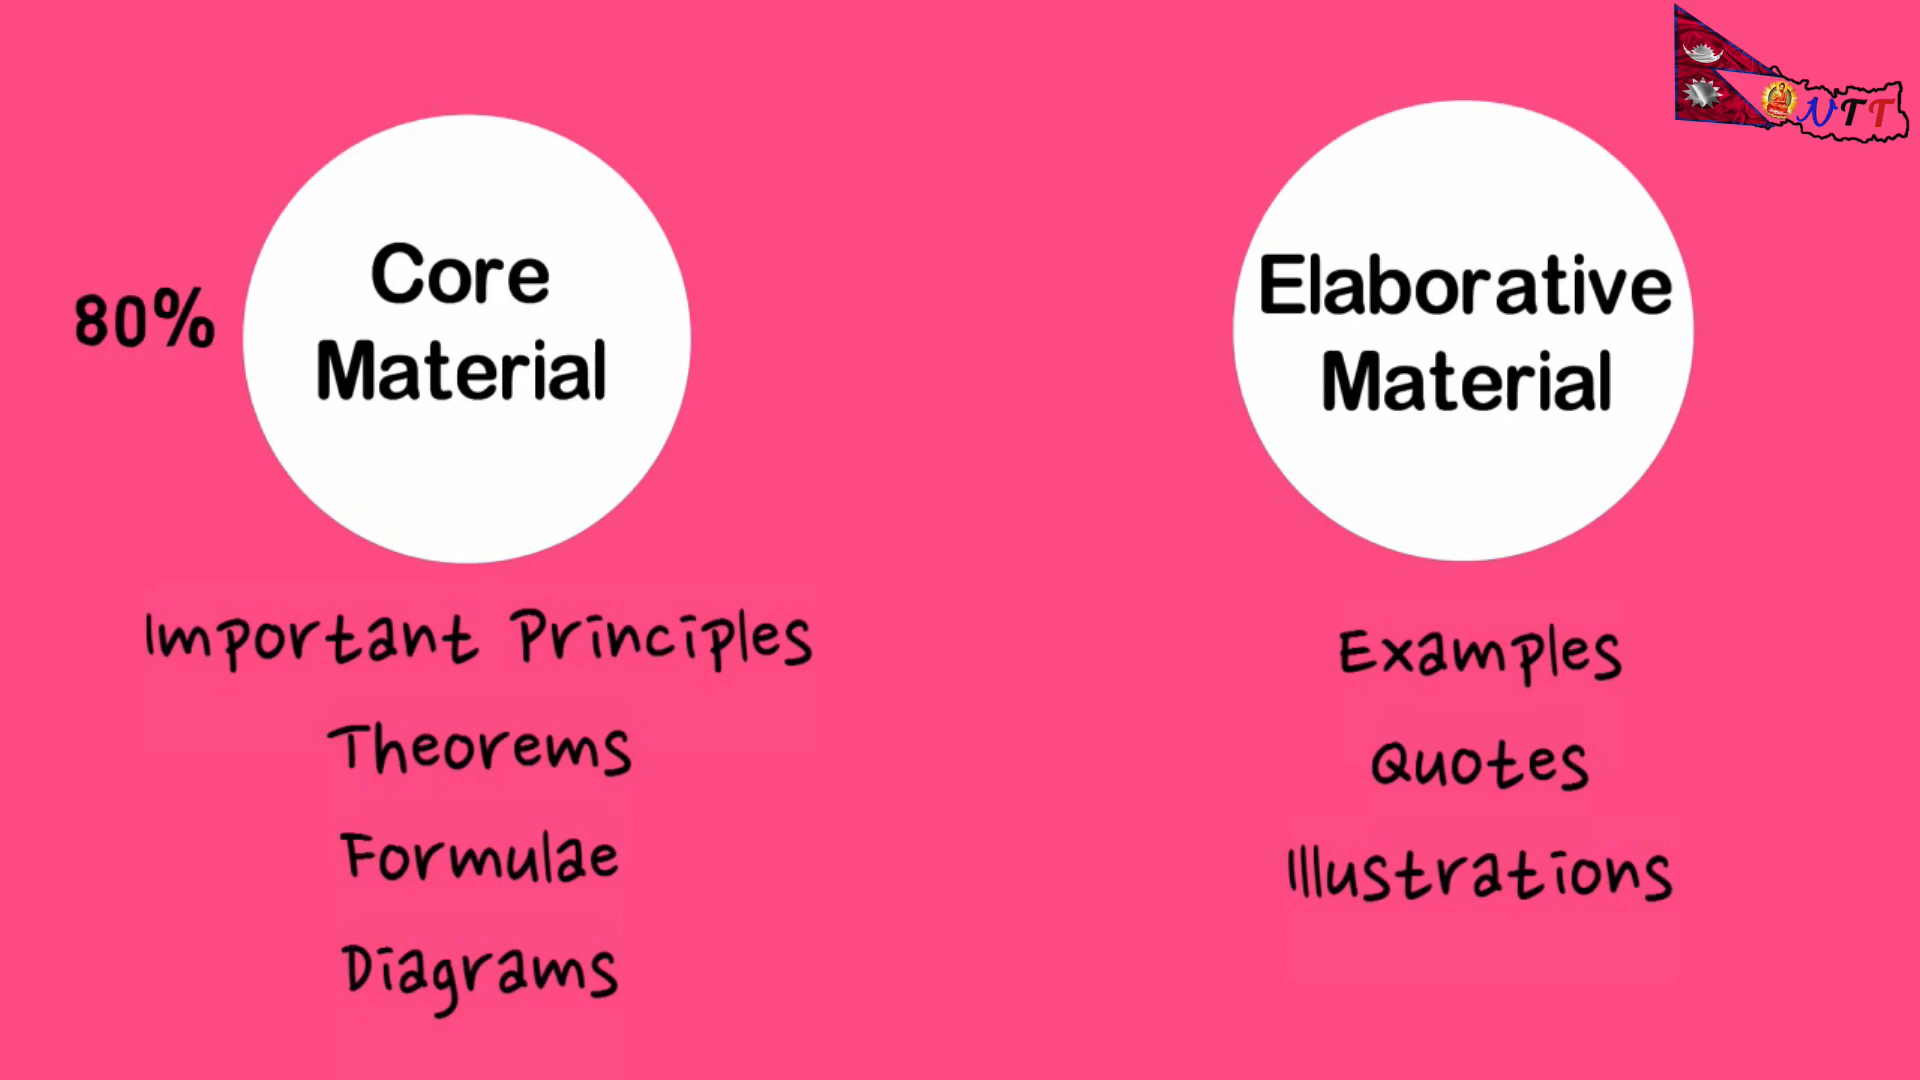 80%
Core
Material
Important Principles
Theorems
Formulae
Diagrams
Elaborative
Material
Examples
Quotes
Illustrations
NTT